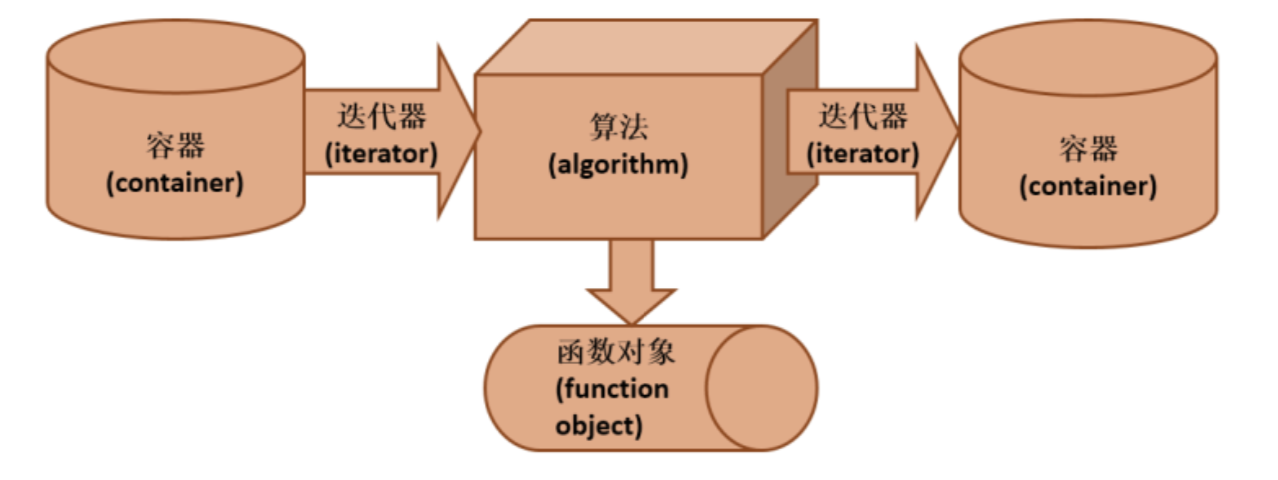 容器
(container)
迭代器
(iterator)
算法
(algorithm)
迭代器
(iterator)
容器
(container)
函数对象
(function
object)